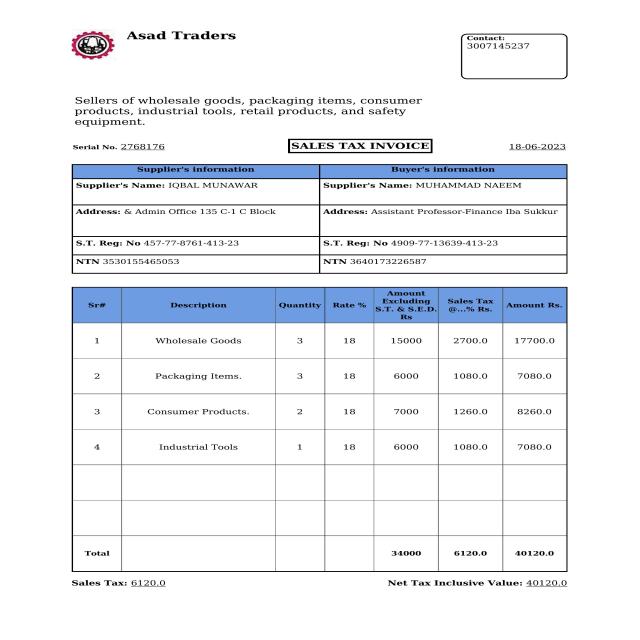 Asad Traders
Contact:
3007145237
Sellers of wholesale goods, packaging items, consumer
products, industrial tools, retail products, and safety
equipment.
Serial No. 2768176 SALES TAX INVOICE 18-06-2023
Supplier's information Buyer's information
Supplier's Name: IQBAL MUNAWAR Supplier's Name: MUHAMMAD NAEEM
Address: & Admin Office 135 C-1 C Block Address: Assistant Professor-Finance Iba Sukkur
S.T. Reg: No 457-77-8761-413-23 S.T. Reg: No 4909-77-13639-413-23
NTN 3530155465053 NTN 3640173226587
Sr# Description Quantity Rate % Amount Excluding S.T. & S.E.D. Rs Sales Tax @...% Rs. Amount Rs.
1 Wholesale Goods 3 18 15000 2700.0 17700.0
2 Packaging Items. 3 18 6000 1080.0 7080.0
3 Consumer Products. 2 18 7000 1260.0 8260.0
4 Industrial Tools 1 18 6000 1080.0 7080.0
Total 34000 6120.0 40120.0
Sales Tax: 6120.0 Net Tax Inclusive Value: 40120.0